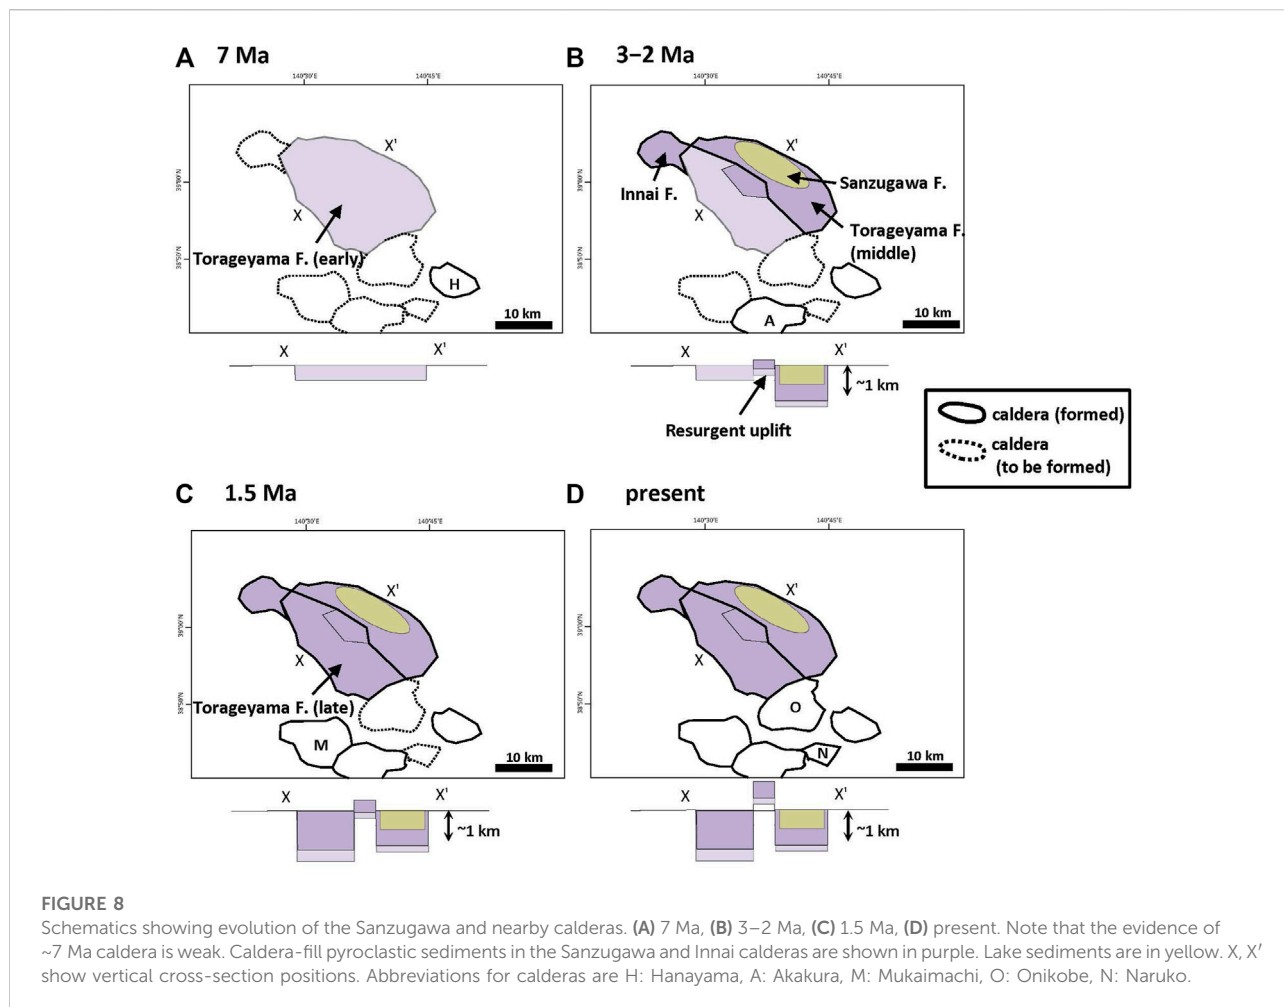 A 7 Ma
140°30'E 140°45'E
39°00'N
38°50'N
X'
X
Torageyama F. (early)
H
10 km
X X'
B 3−2 Ma
140°30'E 140°45'E
39°00'N
38°50'N
X'
Innai F.
Sanzugawa F.
X
Torageyama F.
(middle)
A
10 km
X X'
~1 km
Resurgent uplift
caldera (formed)
caldera
(to be formed)
C 1.5 Ma
140°30'E 140°45'E
39°00'N
38°50'N
X'
X
Torageyama F. (late)
M
10 km
X X'
~1 km
D present
140°30'E 140°45'E
39°00'N
38°50'N
X'
X
O
N
10 km
X X'
~1 km
FIGURE 8
Schematics showing evolution of the Sanzugawa and nearby calderas. (A) 7 Ma, (B) 3–2 Ma, (C) 1.5 Ma, (D) present. Note that the evidence of
~7 Ma caldera is weak. Caldera-fill pyroclastic sediments in the Sanzugawa and Innai calderas are shown in purple. Lake sediments are in yellow. X, X′
show vertical cross-section positions. Abbreviations for calderas are H: Hanayama, A: Akakura, M: Mukaimachi, O: Onikobe, N: Naruko.